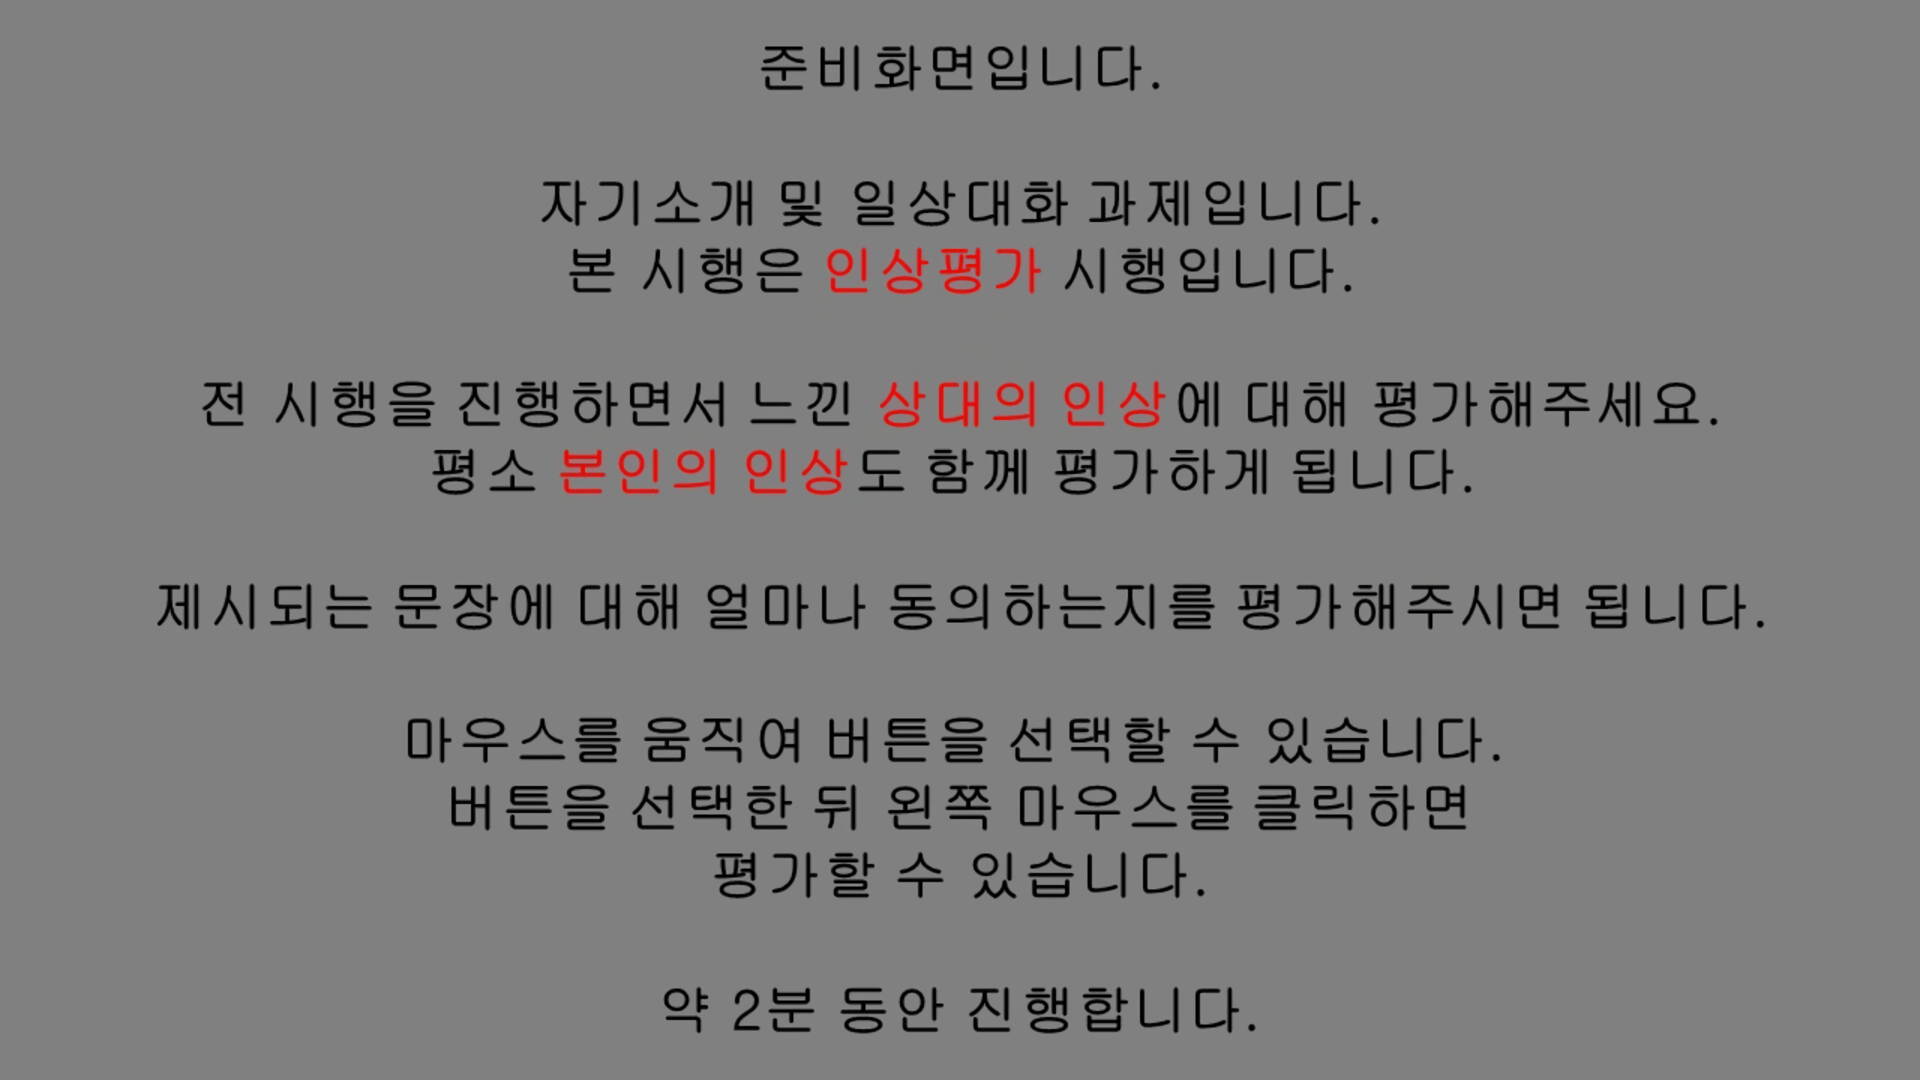 준비화면입니다.
자기소개 및 일상대화 과제입니다.
본 시행은 인상평가 시행입니다.
전 시행을 진행하면서 느낀 상대의 인상에 대해 평가해주세요.
평소 본인의 인상도 함께 평가하게 됩니다.
제시되는 문장에 대해 얼마나 동의하는지를 평가해주시면 됩니다.
마우스를 움직여 버튼을 선택할 수 있습니다.
버튼을 선택한 뒤 왼쪽 마우스를 클릭하면
평가할 수 있습니다.
약 2분 동안 진행합니다.